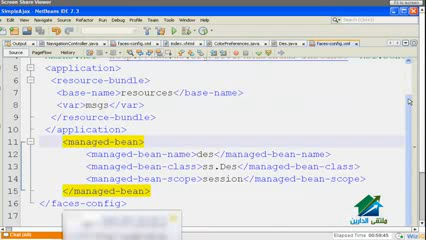 Screen Share Viewer
SimpleAjax - NetBeans IDE 7.3
File Edit View Navigate Source Refactor Run Debug Profile Team Tools Window Help
Output NavigationController.java faces-config.xml index.xhtml ColorPreferences.java Des.java faces-config.xml
Source PageFlow History
5 <application>
6 <resource-bundle>
7 <base-name>resources</base-name>
8 <var>msgs</var>
9 </resource-bundle>
10 </application>
11 <managed-bean>
12 <managed-bean-name>des</managed-bean-name>
13 <managed-bean-class>ss.Des</managed-bean-class>
14 <managed-bean-scope>session</managed-bean-scope>
15 </managed-bean>
16 </faces-config>
ملتقى الدارين
00:59:45